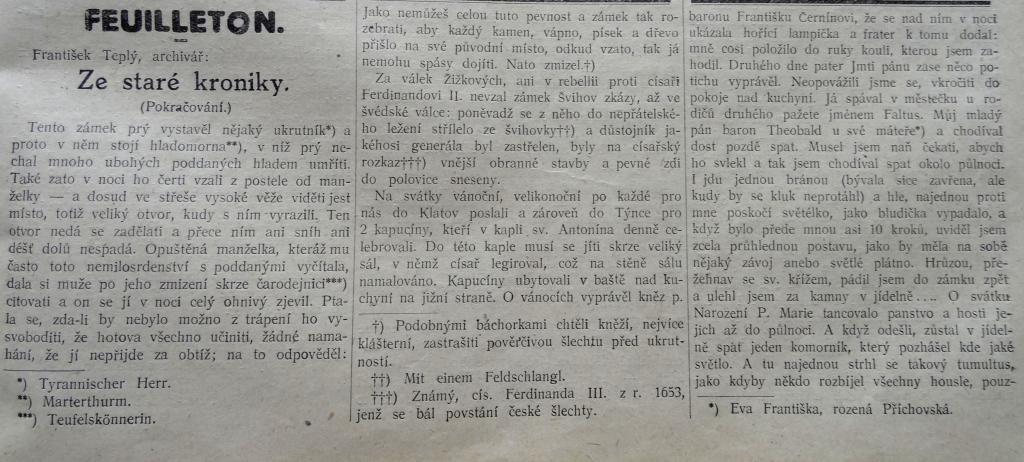 FEUILLETON.
František Teplý, archivář:
Ze staré kroniky.
(Pokračování.)
Tento zámek prý vystavěl nějaký ukrutník*) a
proto v něm stojí hladomorna**), v níž prý ne-
chal mnoho ubohých poddaných hladem umříti.
Také zato v noci ho čerti vzali z postele od man-
želky — a dosud ve střeše vysoké věže viděti jest
místo, totiž veliký otvor, kudy s ním vyrazili. Ten
otvor nedá se zadělati a přece ním ani sníh ani
déšť dolů nespadá. Opuštěná manželka, kteráž mu
často toto nemilosrdenství s poddanými vyčítala,
dala si muže po jeho zmizení skrze čarodejnici***)
citovati a on se jí v noci celý ohnivý zjevil. Pta-
la se, zda-li by nebylo možno z trápení ho vy-
svoboditi, že hotova všechno učiniti, žádné nama-
hání, že jí nepřijde za obtíž; na to odpověděl:
*) Tyrannischer Herr.
**) Marterthurm.
***) Teufelskönnerin.
Jako nemůžeš celou tuto pevnost a zámek tak ro-
zebrati, aby každý kámen, vápno, písek a dřevo
přišlo na své původní místo, odkud vzato, tak já
nemohu spásy dojíti. Nato zmizel.†)
Za válek Žižkových, ani v rebellii proti císaři
Ferdinandovi II. nevzal zámek Švihov zkázy, až ve
švédské válce: poněvadž se z něho do nepřátelské-
ho ležení střílelo ze švihovky††) a důstojník ja-
kéhosi generála byl zastřelen, byly na císařský
rozkaz†††) vnější obranné stavby a pevné zdi
do polovice sneseny.
Na svátky vánoční, velikonoční po každé pro
nás do Klatov poslali a zároveň do Týnce pro
2 kapucíny, kteří v kapli sv. Antonína denně ce-
lebrovali. Do této kaple musí se jíti skrze veliký
sál, v němž císař legiroval, což na stěně sálu
namalováno. Kapucíny ubytovali v baště nad ku-
chyní na jižní straně. O vánocích vyprávěl kněz p.
†) Podobnými báchorkami chtěli kněží, nejvíce
klášterní, zastrašiti pověrčivou šlechtu před ukrut-
ností.
††) Mit einem Feldschlangl.
†††) Známý, cís. Ferdinanda III. z r. 1653,
jenž se bál povstání české šlechty.
baronu Františku Černínovi, že se nad ním v noci
ukázala hořící lampička a frater k tomu dodal:
mně cosi položilo do ruky kouli, kterou jsem za-
hodil. Druhého dne pater Jmti pánu zase něco po-
tichu vyprávěl. Neopovážili jsme se, vkročiti do
pokoje nad kuchyní. Já spával v městečku u ro-
dičů druhého pažete jménem Faltus. Můj mladý
pán baron Theobald u své máteře*) a chodíval
dost pozdě spat. Musel jsem naň čekati, abych
ho svlekl a tak jsem chodíval spat okolo půlnoci.
I jdu jednou bránou (bývala sice zavřena, ale
kudy by se kluk neprotáhl) a hle, najednou proti
mne poskočí světélko, jako bludička vypadalo, a
když bylo přede mnou asi 10 kroků, uviděl jsem
zcela průhlednou postavu, jako by měla na sobě
nějaký závoj anebo světlé plátno. Hrůzou, pře-
žehnav se sv. křížem, pádil jsem do zámku zpět
a ulehl jsem za kamny v jídelně.... O svátku
Narození P. Marie tancovalo panstvo a hosti je-
jich až do půlnoci. A když odešli, zůstal v jídel-
ně spát jeden komorník, který pozhášel kde jaké
světlo. A tu najednou strhl se takový tumultus,
jako kdyby někdo rozbíjel všechny housle, pouz-
*) Eva Františka, rozená Příchovská.